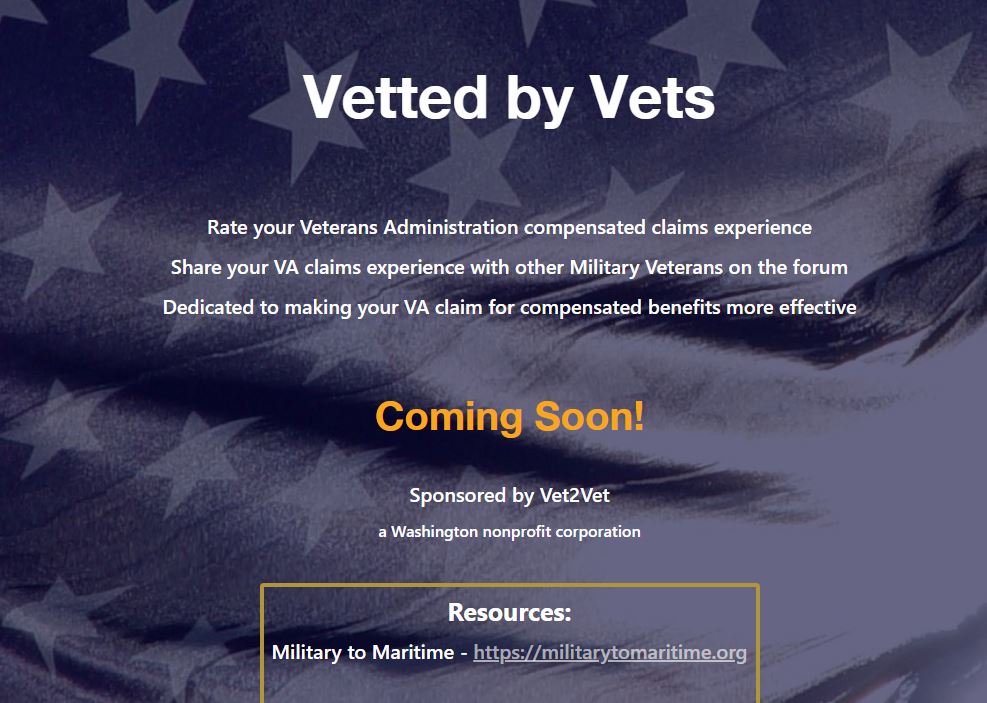 Vetted by Vets
Rate your Veterans Administration compensated claims experience
Share your VA claims experience with other Military Veterans on the forum
Dedicated to making your VA claim for compensated benefits more effective
Coming Soon!
Sponsored by Vet2Vet
a Washington nonprofit corporation
Resources:
Military to Maritime - https://militarytomaritime.org